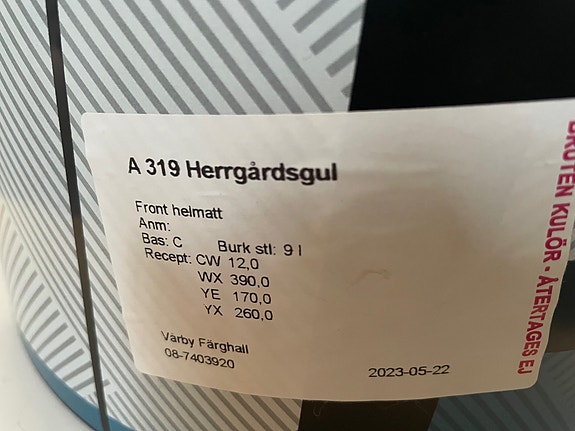 A 319 Herrgårdsgul
Front helmatt
Anm:
Bas: C Burk stl: 9 l
Recept: CW 12,0
WX 390,0
YE 170,0
YX 260,0
Vårby Färghall
08-7403920
2023-05-22
BRUTEN KULÖR - ÅTERTAGES EJ